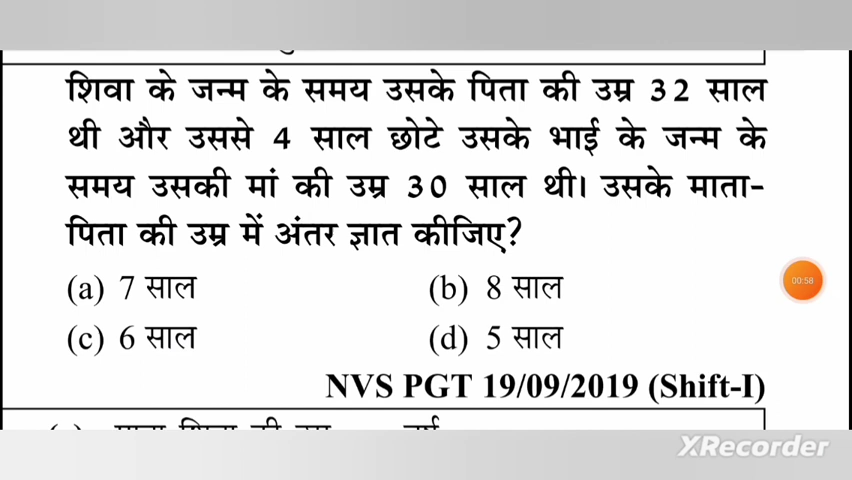 शिवा के जन्म के समय उसके पिता की उम्र 32 साल
थी और उससे 4 साल छोटे उसके भाई के जन्म के
समय उसकी मां की उम्र 30 साल थी। उसके माता-
पिता की उम्र में अंतर ज्ञात कीजिए?
(a) 7 साल (b) 8 साल
(c) 6 साल (d) 5 साल
NVS PGT 19/09/2019 (Shift-I)
00:58
XRecorder